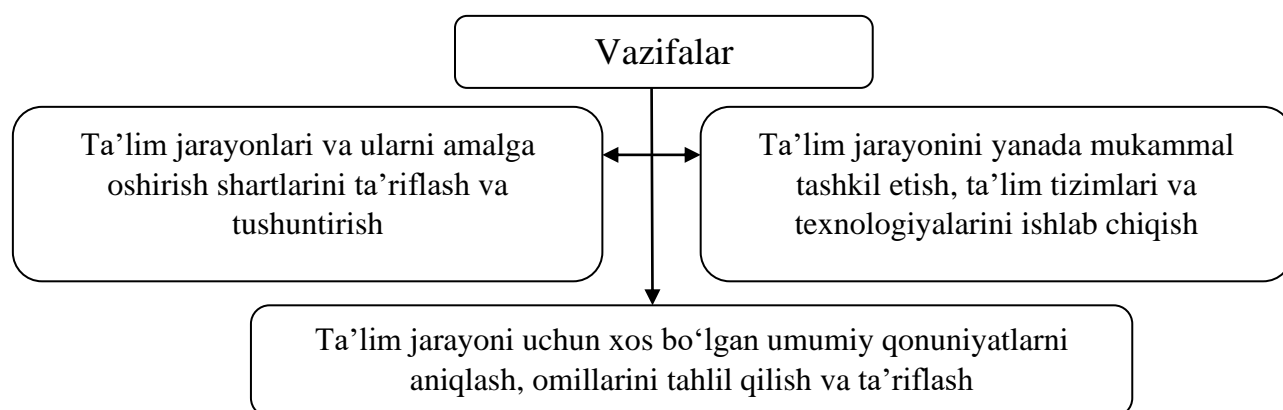 Vazifalar
Ta’lim jarayonlari va ularni amalga
oshirish shartlarini ta’riflash va
tushuntirish
Ta’lim jarayonini yanada mukammal
tashkil etish, ta’lim tizimlari va
texnologiyalarini ishlab chiqish
Ta’lim jarayoni uchun xos bo‘lgan umumiy qonuniyatlarni
aniqlash, omillarini tahlil qilish va ta’riflash